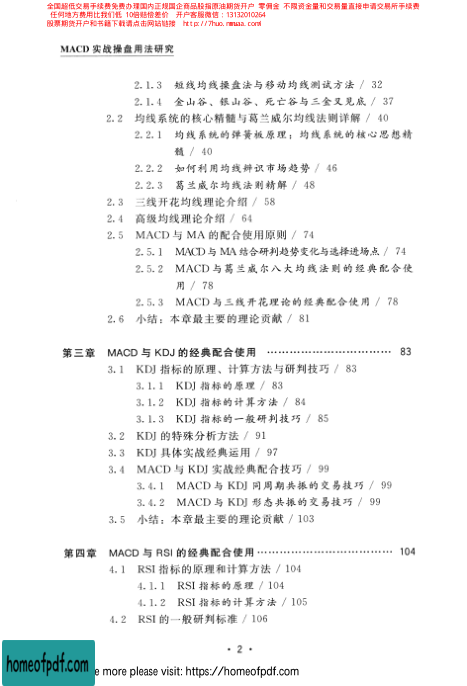 全国超低交易手续费免费办理国内正规国企商品股指原油期货开户 零佣金 不限资金量和交易量直接申请交易所手续费
任何地方费用比我们低 10倍赔偿差价 开户客服微信:13132010264
股票期货开户和书籍下载请点击网站链接 http://7huo.mmwaa.com/
MACD 实战操盘用法研究
2.1.3 短线均线操盘法与移动均线测试方法 / 32
2.1.4 金山谷、银山谷、死亡谷与三金叉见底 / 37
2.2 均线系统的核心精髓与葛兰威尔均线法则详解 / 40
2.2.1 均线系统的弹簧板原理:均线系统的核心思想精
髓 / 40
2.2.2 如何利用均线辨识市场趋势 / 46
2.2.3 葛兰威尔均线法则精解 / 48
2.3 三线开花均线理论介绍 / 58
2.4 高级均线理论介绍 / 64
2.5 MACD 与 MA 的配合使用原则 / 74
2.5.1 MACD 与 MA 结合研判趋势变化与选择进场点 / 74
2.5.2 MACD 与葛兰威尔八大均线法则的经典配合使
用 / 78
2.5.3 MACD 与三线开花理论的经典配合使用 / 78
2.6 小结:本章最主要的理论贡献 / 81
第三章 MACD 与 KDJ 的经典配合使用 …………………………… 83
3.1 KDJ 指标的原理、计算方法与研判技巧 / 83
3.1.1 KDJ 指标的原理 / 83
3.1.2 KDJ 指标的计算方法 / 84
3.1.3 KDJ 指标的一般研判技巧 / 85
3.2 KDJ 的特殊分析方法 / 91
3.3 KDJ 具体实战经典运用 / 97
3.4 MACD 与 KDJ 实战经典配合技巧 / 99
3.4.1 MACD 与 KDJ 同周期共振的交易技巧 / 99
3.4.2 MACD 与 KDJ 形态共振的交易技巧 / 99
3.5 小结:本章最主要的理论贡献 / 103
第四章 MACD 与 RSI 的经典配合使用 …………………………… 104
4.1 RSI 指标的原理和计算方法 / 104
4.1.1 RSI 指标的原理 / 104
4.1.2 RSI 指标的计算方法 / 105
4.2 RSI 的一般研判标准 / 106
· 2 ·
homeofpdf.com
e more please visit: https://homeofpdf.com